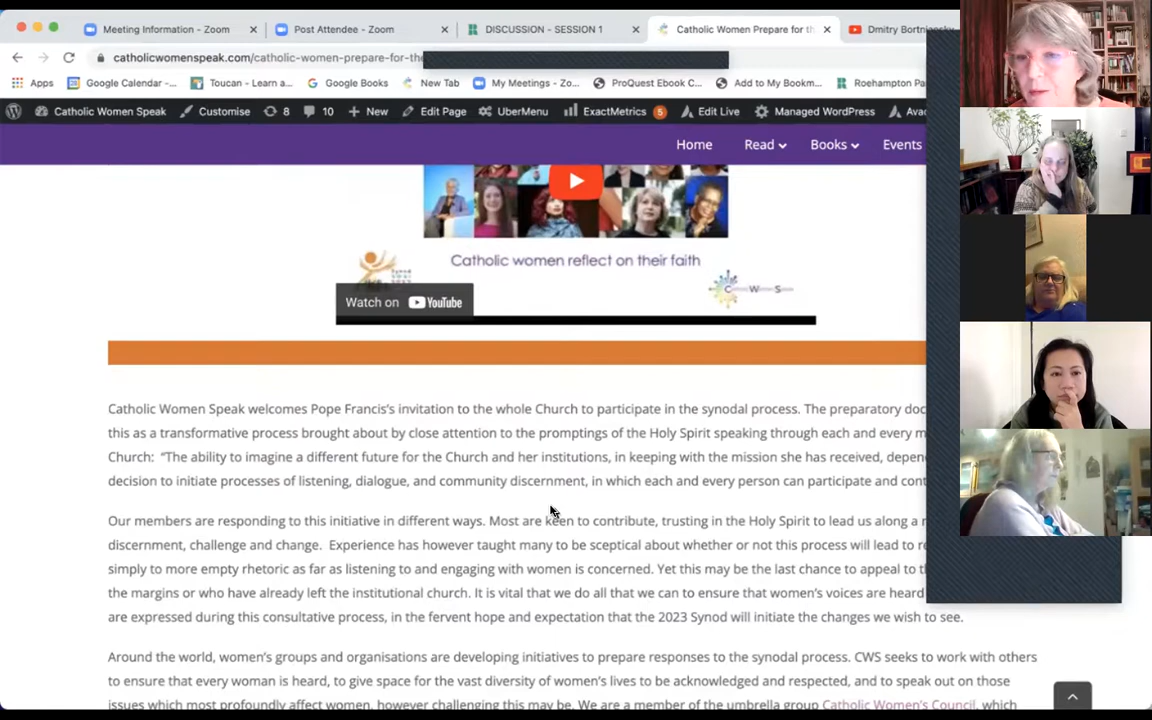 Meeting Information - Zoom
Post Attendee - Zoom
DISCUSSION - SESSION 1
Catholic Women Prepare for th
Dmitry Bortnia
catholicwomenspeak.com/catholic-women-prepare-for-the
Apps
Google Calendar -...
Toucan - Learn a...
Google Books
New Tab
My Meetings - Zo...
ProQuest Ebook C...
Add to My Bookm...
Roehampton Pa
Catholic Women Speak
Customise
8
10
New
Edit Page
UberMenu
ExactMetrics
5
Edit Live
Managed WordPress
Avad
Home
Read
Books
Events
Catholic women reflect on their faith
C W S
Watch on YouTube
Catholic Women Speak welcomes Pope Francis's invitation to the whole Church to participate in the synodal process. The preparatory doc
this as a transformative process brought about by close attention to the promptings of the Holy Spirit speaking through each and every m
Church: "The ability to imagine a different future for the Church and her institutions, in keeping with the mission she has received, depen
decision to initiate processes of listening, dialogue, and community discernment, in which each and every person can participate and cont
Our members are responding to this initiative in different ways. Most are keen to contribute, trusting in the Holy Spirit to lead us along a
discernment, challenge and change. Experience has however taught many to be sceptical about whether or not this process will lead to re
simply to more empty rhetoric as far as listening to and engaging with women is concerned. Yet this may be the last chance to appeal to th
the margins or who have already left the institutional church. It is vital that we do all that we can to ensure that women's voices are heard
are expressed during this consultative process, in the fervent hope and expectation that the 2023 Synod will initiate the changes we wish to see.
Around the world, women's groups and organisations are developing initiatives to prepare responses to the synodal process. CWS seeks to work with others
to ensure that every woman is heard, to give space for the vast diversity of women's lives to be acknowledged and respected, and to speak out on those
issues which most profoundly affect women, however challenging this may be. We are a member of the umbrella group Catholic Women's Council, which